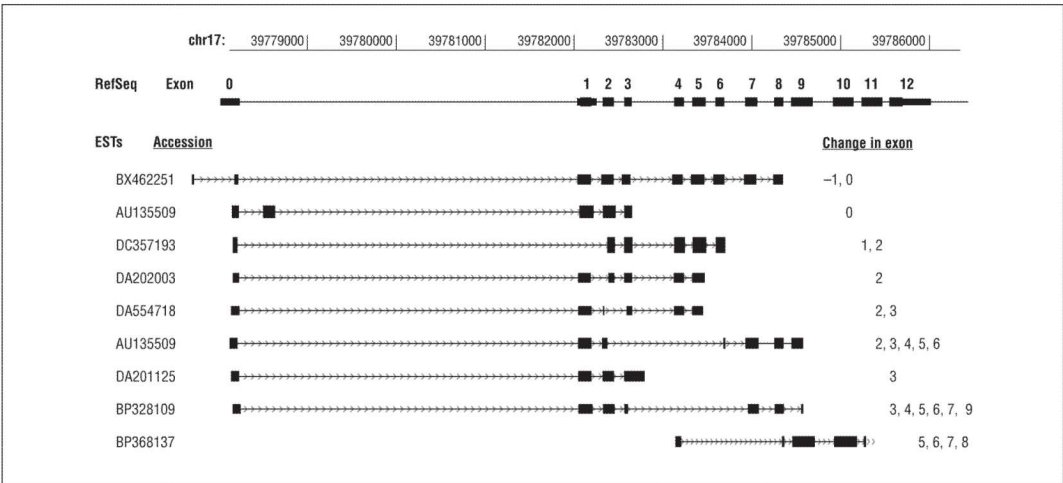 chr17: 39779000 39780000 39781000 39782000 39783000 39784000 39785000 39786000
RefSeq Exon 0 1 2 3 4 5 6 7 8 9 10 11 12
ESTs Accession Change in exon
BX462251 –1, 0
AU135509 0
DC357193 1, 2
DA202003 2
DA554718 2, 3
AU135509 2, 3, 4, 5, 6
DA201125 3
BP328109 3, 4, 5, 6, 7, 9
BP368137 5, 6, 7, 8